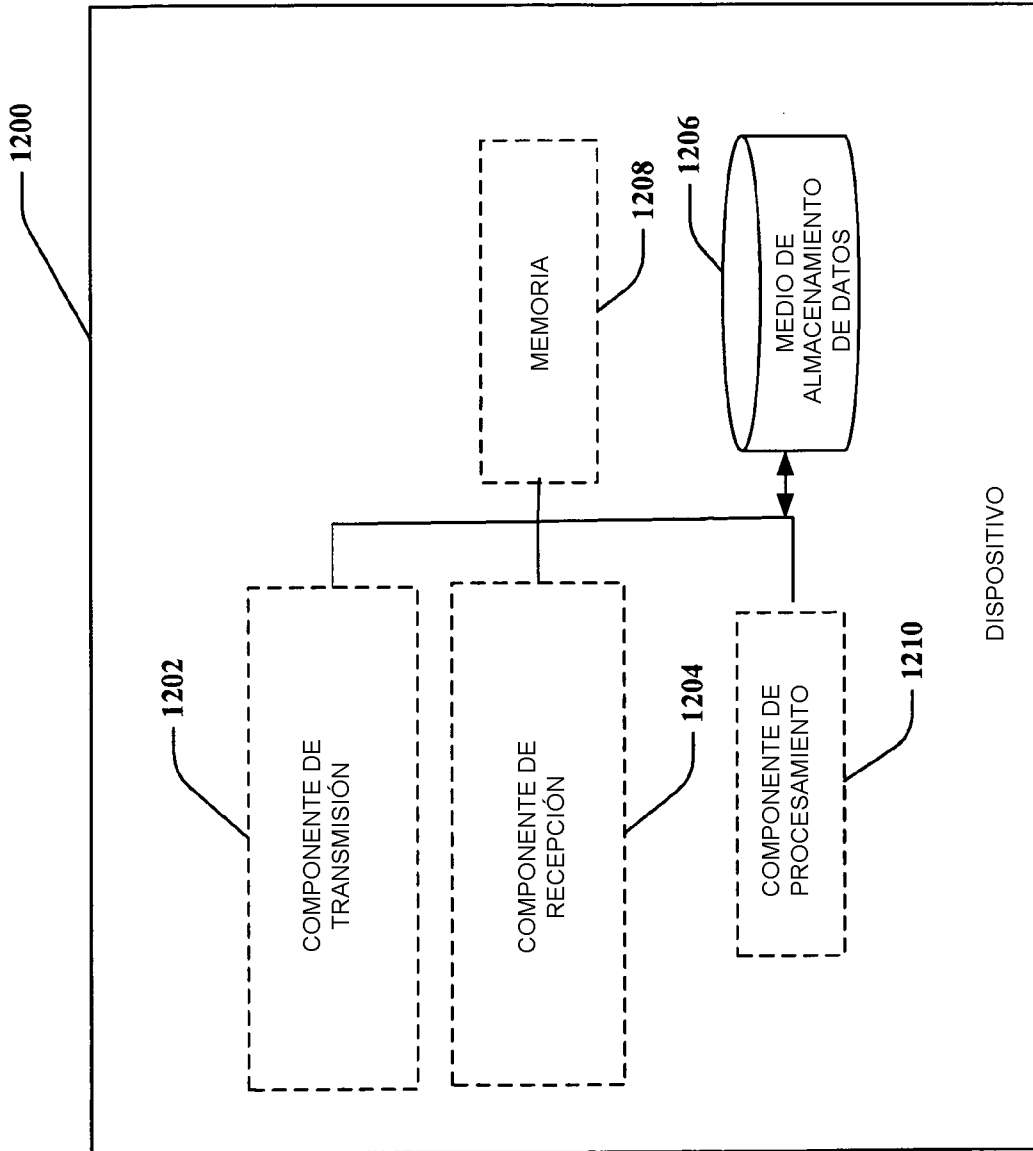 1200
1202
COMPONENTE DE
TRANSMISIÓN
COMPONENTE DE
RECEPCIÓN
MEMORIA
1208
1204
1206
COMPONENTE DE
PROCESAMIENTO
MEDIO DE
ALMACENAMIENTO
DE DATOS
1210
DISPOSITIVO